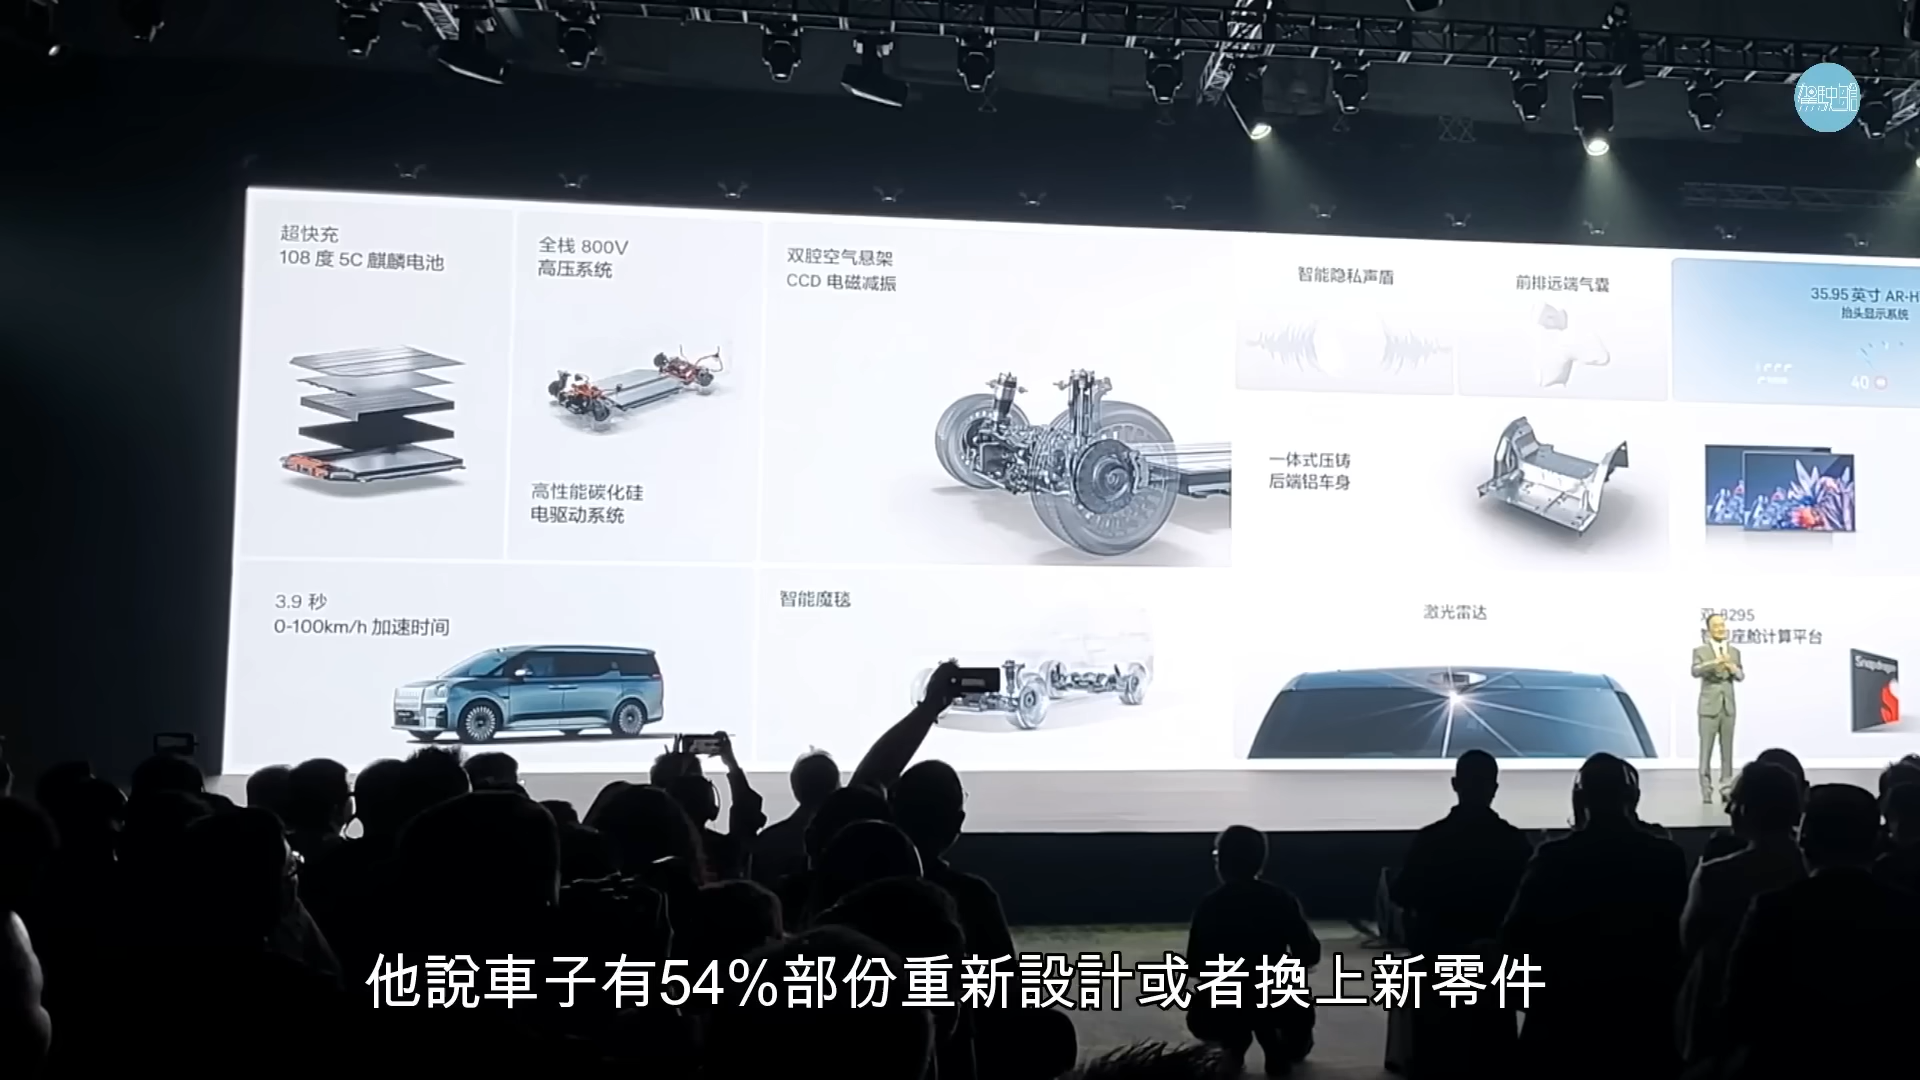 駕駛艙
超快充
108 度 5C 麒麟电池
全栈 800V
高压系统
高性能碳化硅
电驱动系统
双腔空气悬架
CCD 电磁减振
智能隐私声盾
前排远端气囊
35.95 英寸 AR-H
抬头显示系统
40
一体式压铸
后端铝车身
3.9 秒
0-100km/h 加速时间
智能魔毯
激光雷达
8295
座舱计算平台
Snapdragon
他說車子有54%部份重新設計或者換上新零件